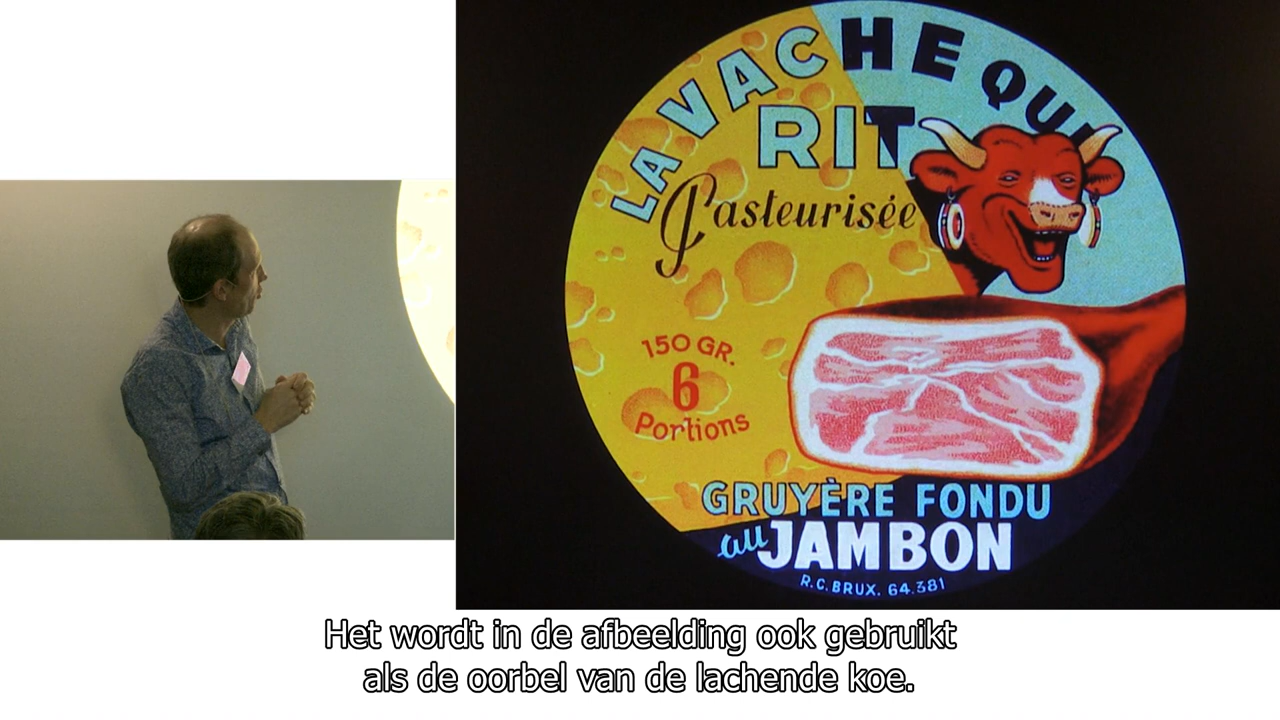 LA VACHE QUI
RIT
Pasteurisée
150 GR.
6
Portions
GRUYÈRE FONDU
au JAMBON
R.C. BRUX. 64.381
Het wordt in de afbeelding ook gebruikt
als de oorbel van de lachende koe.